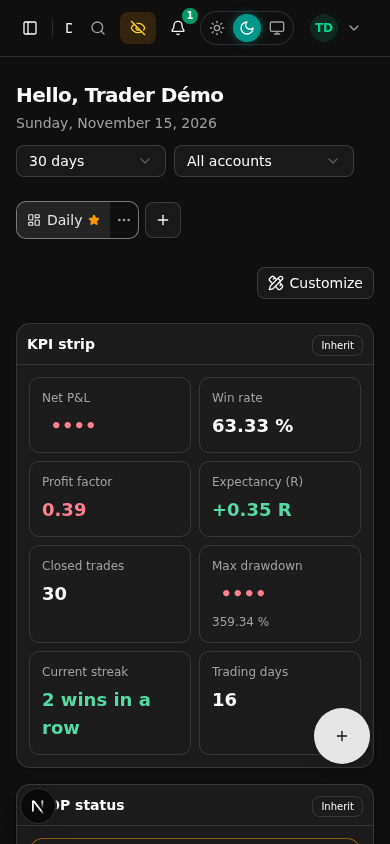 1
TD
Hello, Trader Démo
Sunday, November 15, 2026
30 days
All accounts
Daily
Customize
KPI strip
Inherit
Net P&L
••••
Win rate
63.33 %
Profit factor
0.39
Expectancy (R)
+0.35 R
Closed trades
30
Max drawdown
••••
359.34 %
Current streak
2 wins in a
row
Trading days
16
N
status
Inherit